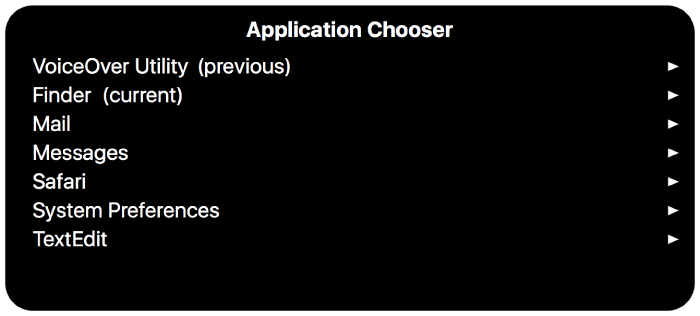 Application Chooser
VoiceOver Utility (previous)
Finder (current)
Mail
Messages
Safari
System Preferences
TextEdit